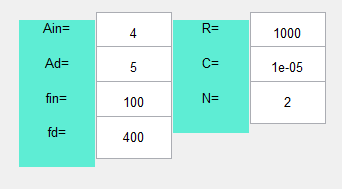 Ain= 4 R= 1000
Ad= 5 C= 1e-05
fin= 100 N= 2
fd= 400